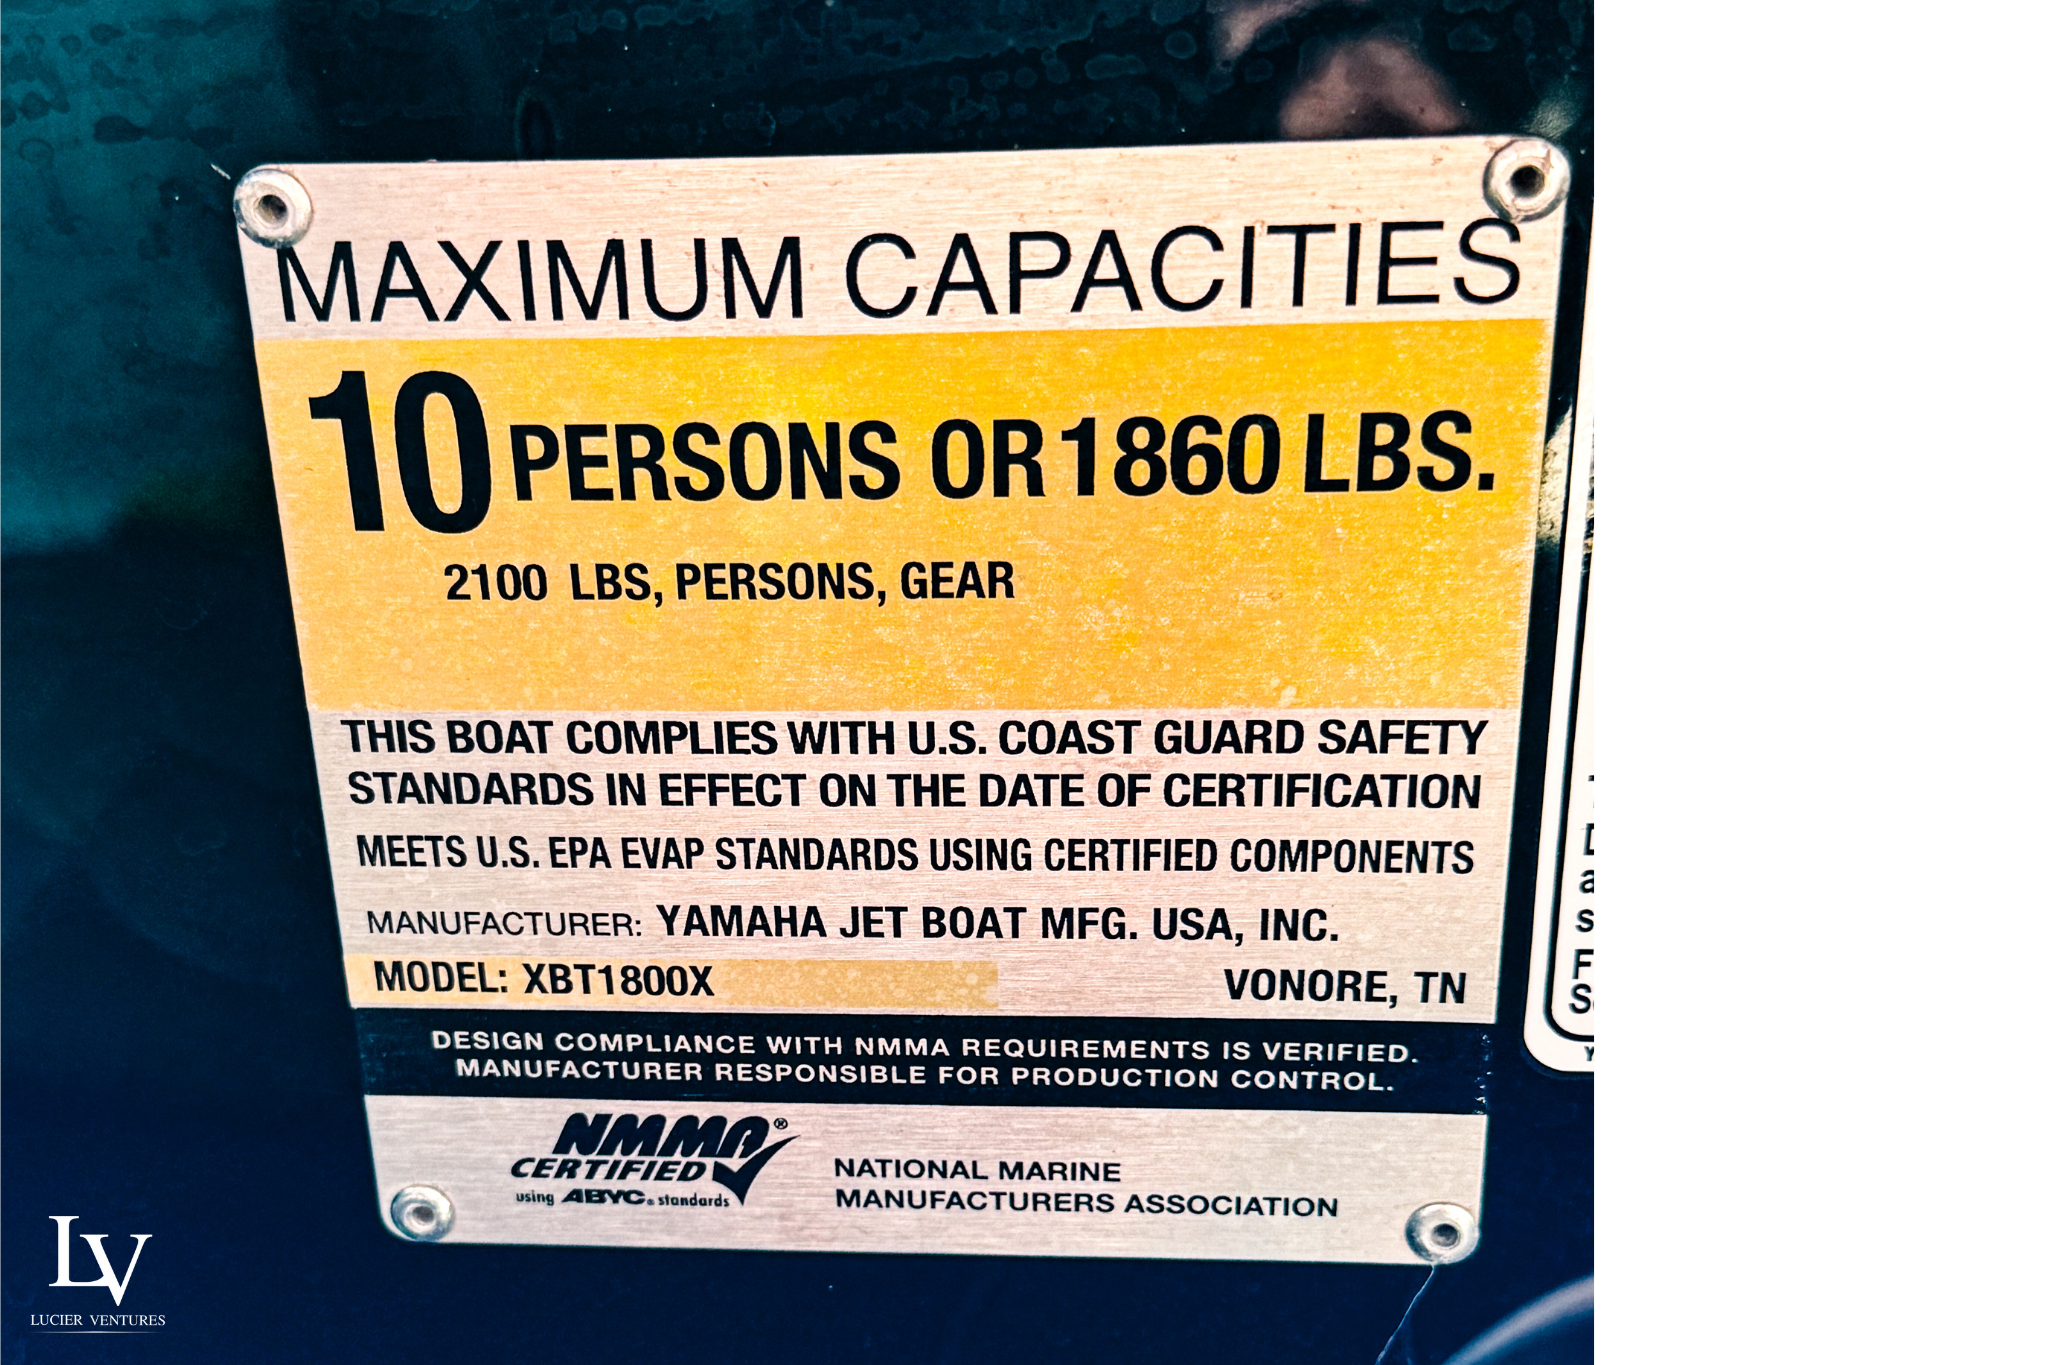 MAXIMUM CAPACITIES
10 PERSONS OR 1860 LBS.
2100 LBS, PERSONS, GEAR
THIS BOAT COMPLIES WITH U.S. COAST GUARD SAFETY
STANDARDS IN EFFECT ON THE DATE OF CERTIFICATION
MEETS U.S. EPA EVAP STANDARDS USING CERTIFIED COMPONENTS
MANUFACTURER: YAMAHA JET BOAT MFG. USA, INC.
MODEL: XBT1800X VONORE, TN
DESIGN COMPLIANCE WITH NMMA REQUIREMENTS IS VERIFIED.
MANUFACTURER RESPONSIBLE FOR PRODUCTION CONTROL.
NMMA®
CERTIFIED
using ABYC® standards
NATIONAL MARINE
MANUFACTURERS ASSOCIATION
LV
LUCIER VENTURES